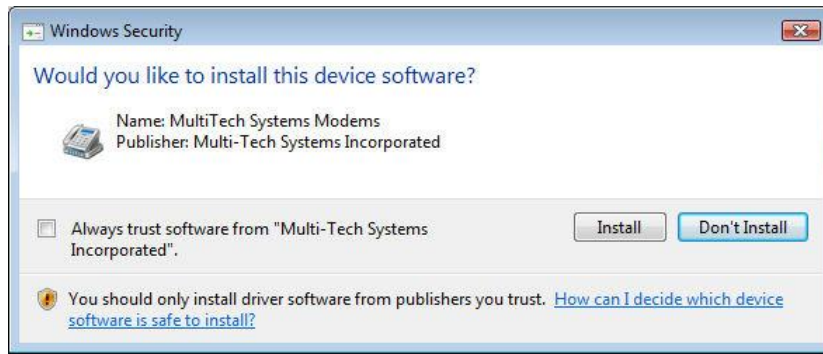 Windows Security
Would you like to install this device software?
Name: MultiTech Systems Modems
Publisher: Multi-Tech Systems Incorporated
Always trust software from "Multi-Tech Systems
Incorporated".
Install
Don't Install
You should only install driver software from publishers you trust. How can I decide which device
software is safe to install?